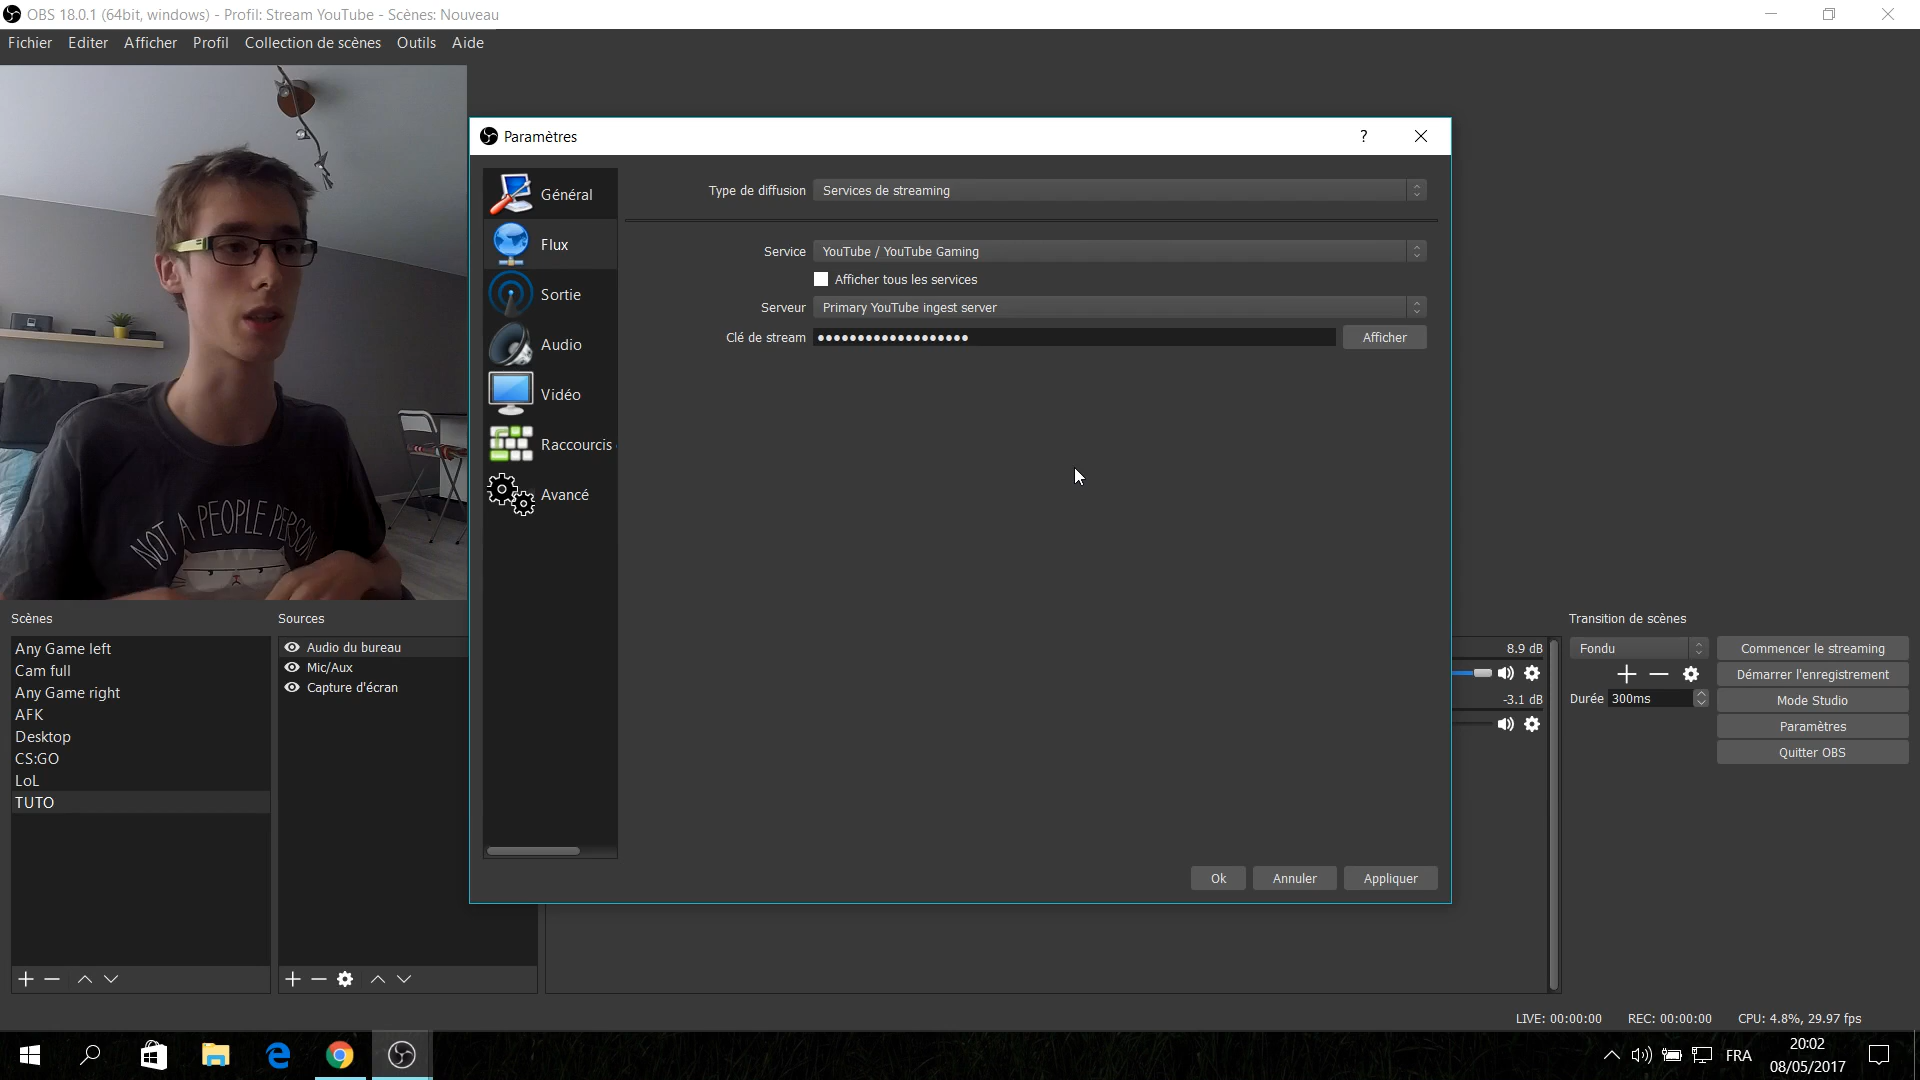 OBS 18.0.1 (64bit, windows) - Profil: Stream YouTube - Scènes: Nouveau
Fichier Editer Afficher Profil Collection de scènes Outils Aide
Paramètres
?
Général
Flux
Sortie
Audio
Vidéo
Raccourcis
Avancé
Type de diffusion Services de streaming
Service YouTube / YouTube Gaming
Afficher tous les services
Serveur Primary YouTube ingest server
Clé de stream ●●●●●●●●●●●●●●●●●●● Afficher
Ok Annuler Appliquer
NOT A PEOPLE PERSON
Scènes
Any Game left
Cam full
Any Game right
AFK
Desktop
CS:GO
LoL
TUTO
Sources
Audio du bureau
Mic/Aux
Capture d'écran
8.9 dB
-3.1 dB
Transition de scènes
Fondu
Durée 300ms
Commencer le streaming
Démarrer l'enregistrement
Mode Studio
Paramètres
Quitter OBS
LIVE: 00:00:00 REC: 00:00:00 CPU: 4.8%, 29.97 fps
FRA
20:02
08/05/2017